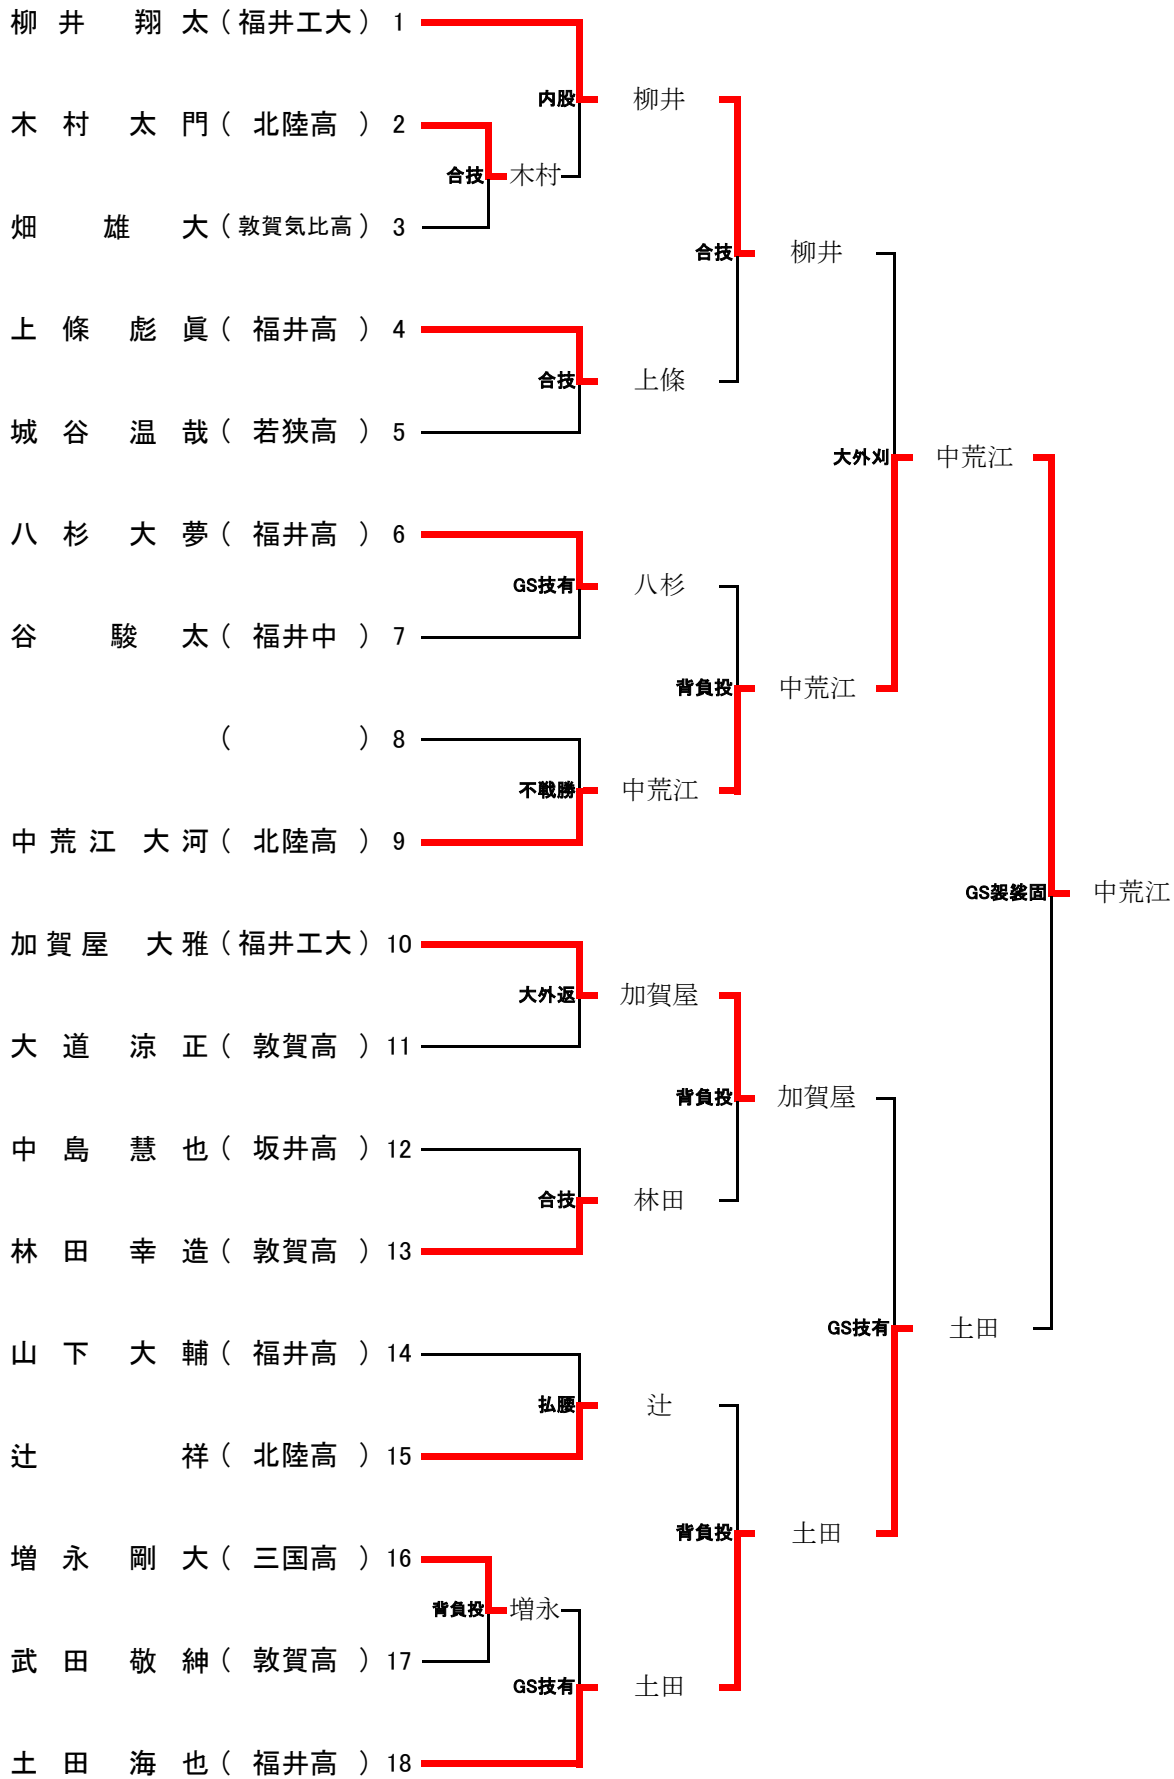 柳井 翔太(福井工大) 1
内股 柳井
木村 太門(北陸高) 2
合技 木村
畑 雄大(敦賀気比高) 3
合技 柳井
上條 彪眞(福井高) 4
合技 上條
城谷 温哉(若狭高) 5
大外刈 中荒江
八杉 大夢(福井高) 6
GS技有 八杉
谷 駿太(福井中) 7
背負投 中荒江
( ) 8
不戦勝 中荒江
中荒江 大河(北陸高) 9
GS袈裟固 中荒江
加賀屋 大雅(福井工大) 10
大外返 加賀屋
大道 涼正(敦賀高) 11
背負投 加賀屋
中島 慧也(坂井高) 12
合技 林田
林田 幸造(敦賀高) 13
GS技有 土田
山下 大輔(福井高) 14
払腰 辻
辻 祥(北陸高) 15
背負投 土田
増永 剛大(三国高) 16
背負投 増永
武田 敬紳(敦賀高) 17
GS技有 土田
土田 海也(福井高) 18